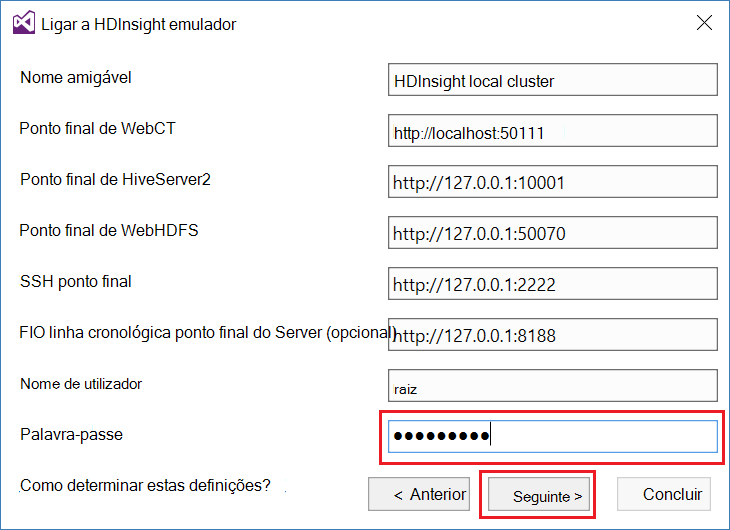 Ligar a HDInsight emulador
Nome amigável
HDInsight local cluster
Ponto final de WebCT
http://localhost:50111
Ponto final de HiveServer2
http://127.0.0.1:10001
Ponto final de WebHDFS
http://127.0.0.1:50070
SSH ponto final
http://127.0.0.1:2222
FIO linha cronológica ponto final do Server (opcional)
http://127.0.0.1:8188
Nome de utilizador
raiz
Palavra-passe
●●●●●●●●●
Como determinar estas definições?
< Anterior
Seguinte >
Concluir